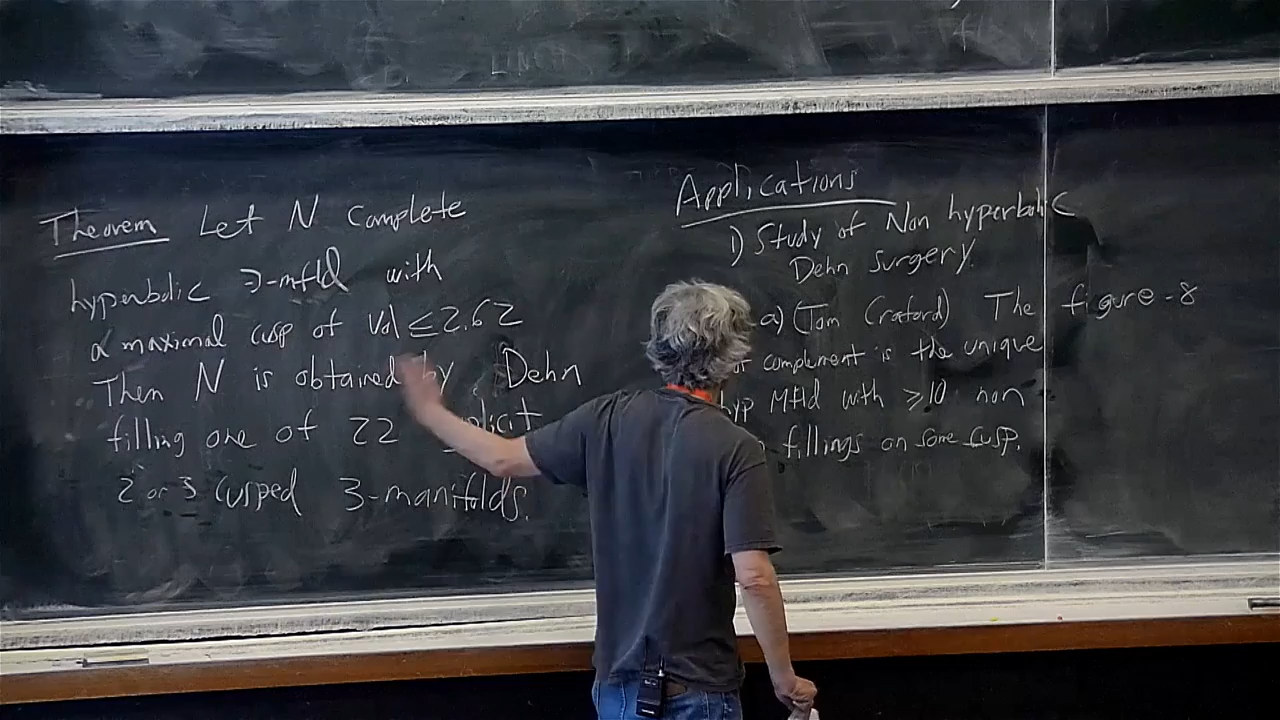 Theorem Let N complete
hyperbolic 3-mfld with
a maximal cusp of Vol ≤ 2.62
Then N is obtained by Dehn
filling one of 22
2 or 3 cusped 3-manifolds.
Applications
1) Study of Non hyperbolic
Dehn surgery
a) (Tom Craford) The figure-8
complement is the unique
hyp Mfld with ≥10 non
fillings on some cusp.